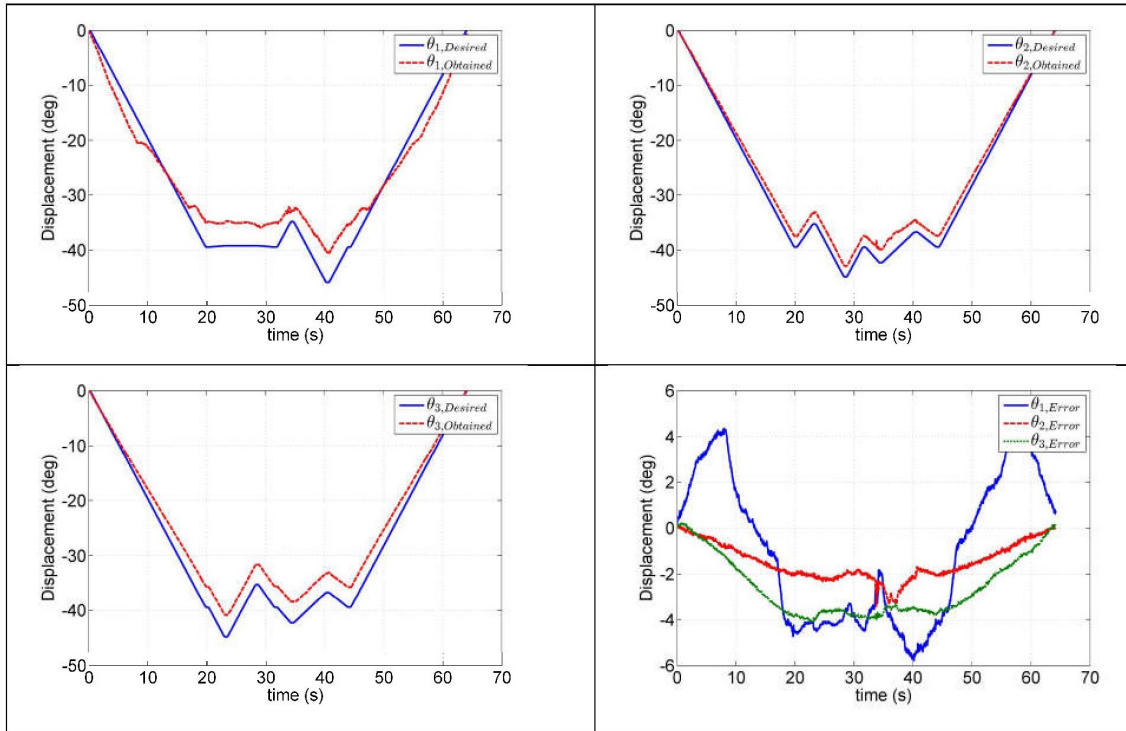 0
-10
-20
-30
-40
-50
Displacement (deg)
0 10 20 30 40 50 60 70
time (s)
θ1,Desired
θ1,Obtained
0
-10
-20
-30
-40
-50
Displacement (deg)
0 10 20 30 40 50 60 70
time (s)
θ2,Desired
θ2,Obtained
0
-10
-20
-30
-40
-50
Displacement (deg)
0 10 20 30 40 50 60 70
time (s)
θ3,Desired
θ3,Obtained
6
4
2
0
-2
-4
-6
Displacement (deg)
0 10 20 30 40 50 60 70
time (s)
θ1,Error
θ2,Error
θ3,Error